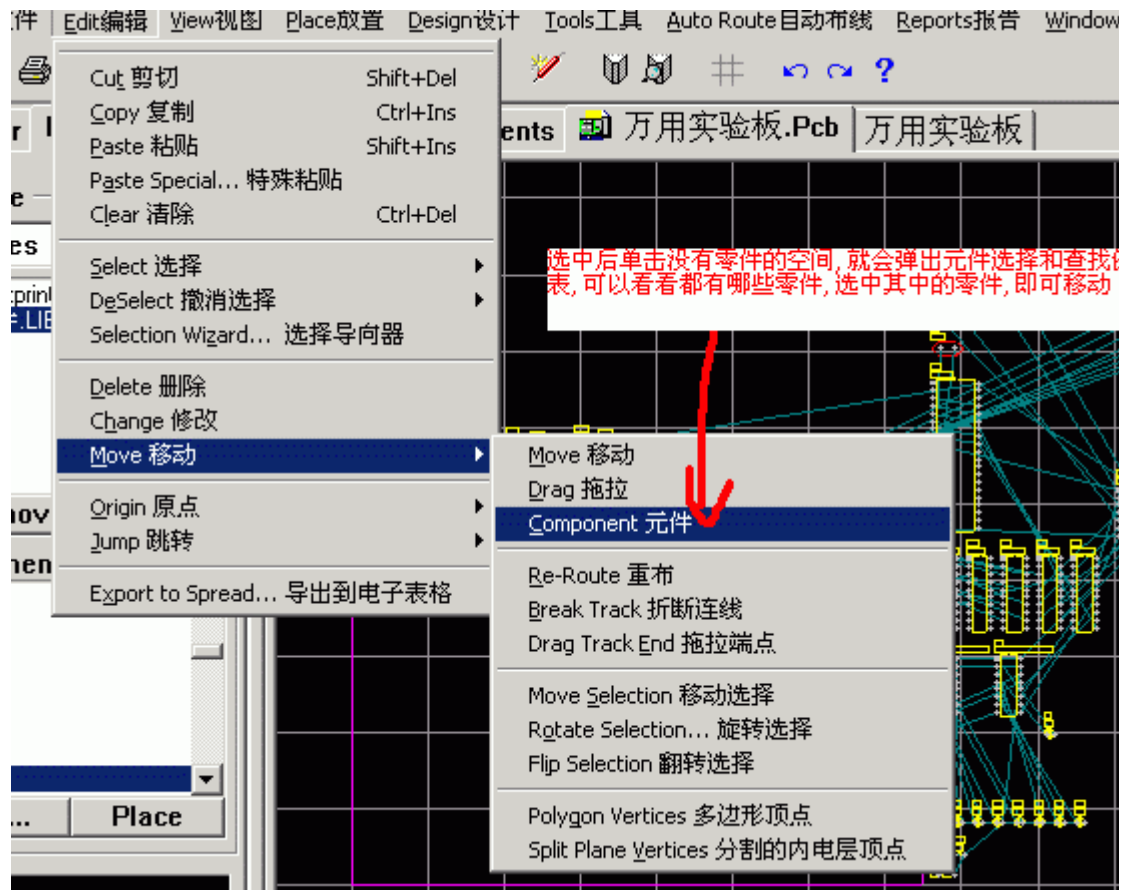 件 Edit编辑 View视图 Place放置 Design设计 Tools工具 Auto Route自动布线 Reports报告 Window
ents 万用实验板.Pcb 万用实验板
Cut 剪切 Shift+Del
Copy 复制 Ctrl+Ins
Paste 粘贴 Shift+Ins
Paste Special... 特殊粘贴
Clear 清除 Ctrl+Del
Select 选择
DeSelect 撤消选择
Selection Wizard... 选择导向器
Delete 删除
Change 修改
Move 移动
Origin 原点
Jump 跳转
Export to Spread... 导出到电子表格
选中后单击没有零件的空间,就会弹出元件选择和查找
表,可以看看都有哪些零件,选中其中的零件,即可移动
Move 移动
Drag 拖拉
Component 元件
Re-Route 重布
Break Track 折断连线
Drag Track End 拖拉端点
Move Selection 移动选择
Rotate Selection... 旋转选择
Flip Selection 翻转选择
Polygon Vertices 多边形顶点
Split Plane Vertices 分割的内电层顶点
r
e
es
.LIB
nov
nen
... Place